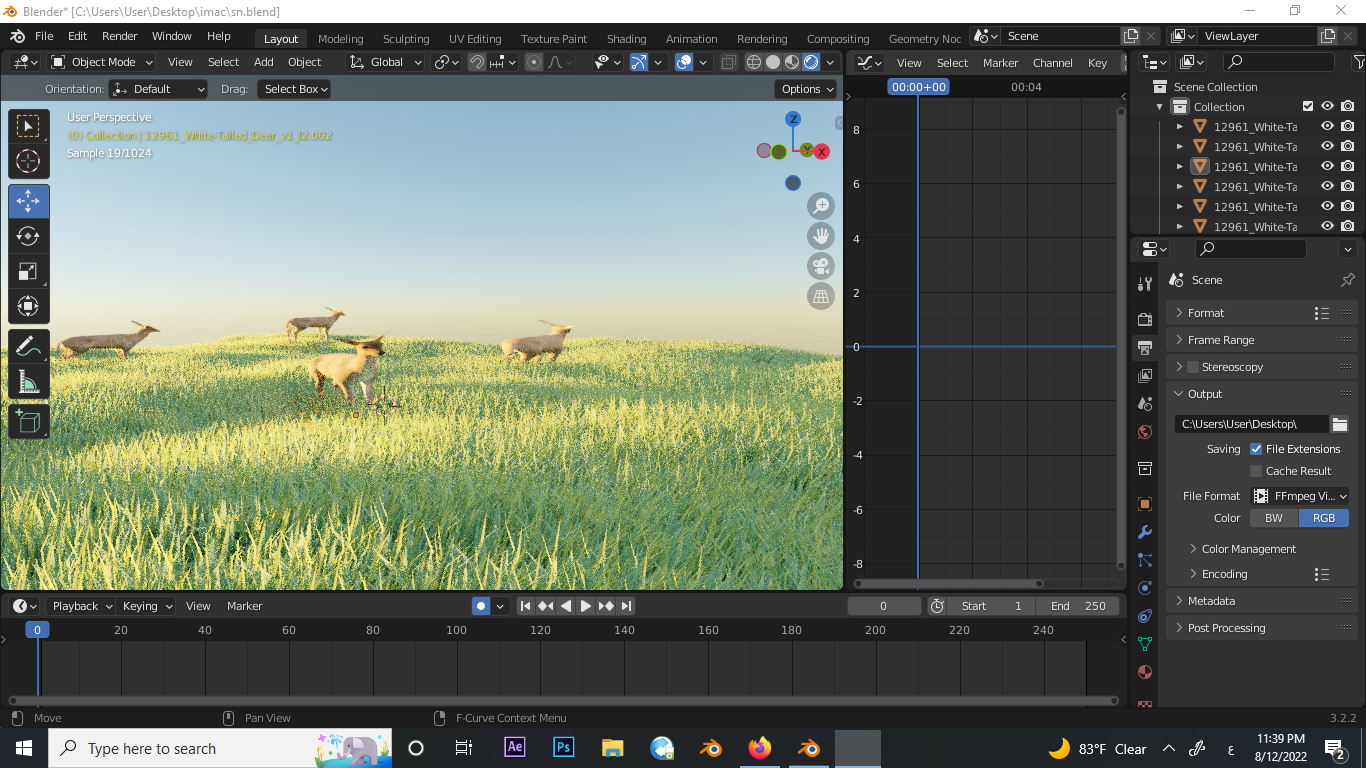 Blender* [C:\Users\User\Desktop\imac\sn.blend]
File Edit Render Window Help Layout Modeling Sculpting UV Editing Texture Paint Shading Animation Rendering Compositing Geometry Noc Scene ViewLayer
Object Mode View Select Add Object Global
View Select Marker Channel Key
Orientation: Default Drag: Select Box Options
User Perspective
(0) Collection | 12961_White-Tailed_Deer_v1_l2.002
Sample 19/1024
Z
Y
X
00:00+00 00:04
8
6
4
2
0
-2
-4
-6
-8
Scene Collection
Collection
12961_White-Ta
12961_White-Ta
12961_White-Ta
12961_White-Ta
12961_White-Ta
12961_White-Ta
Scene
Format
Frame Range
Stereoscopy
Output
C:\Users\User\Desktop\
Saving File Extensions
Cache Result
File Format FFmpeg Vi...
Color BW RGB
Color Management
Encoding
Metadata
Post Processing
Playback Keying View Marker 0 Start 1 End 250
0 20 40 60 80 100 120 140 160 180 200 220 240
Move Pan View F-Curve Context Menu 3.2.2
Type here to search
Ae
Ps
83°F Clear
ع
11:39 PM
8/12/2022
2